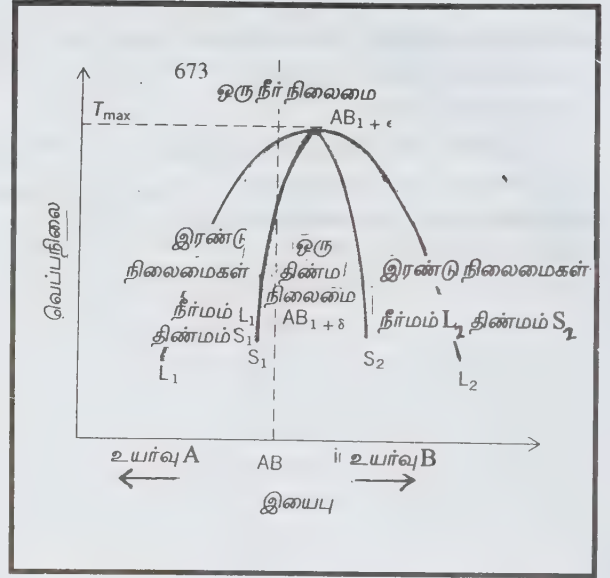 673
ஒரு நீர் நிலைமை
T_max
AB₁ ₊ ϵ
வெப்பநிலை
இரண்டு
நிலைமைகள்
நீர்மம் L₁
திண்மம் S₁
ஒரு
திண்ம
நிலைமை
AB₁ ₊ δ
இரண்டு நிலைமைகள்
நீர்மம் L₂ திண்மம் S₂
L₁
S₁
S₂
L₂
உயர்வு A
AB
உயர்வு B
இயைபு